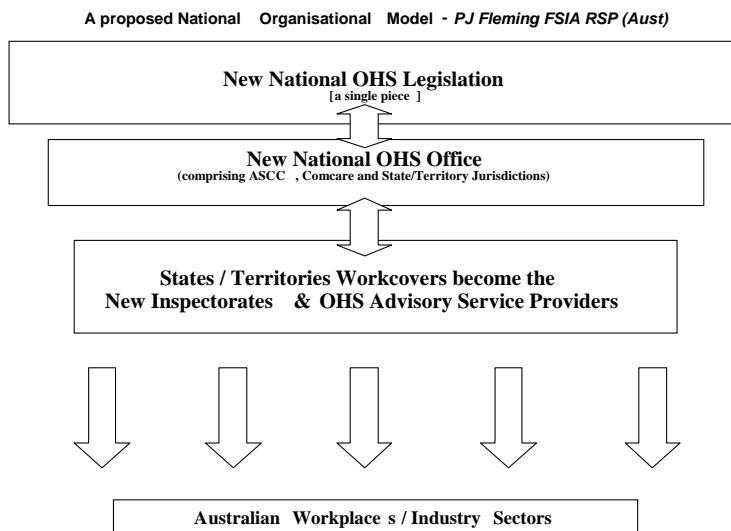 A proposed National Organisational Model - PJ Fleming FSIA RSP (Aust)
New National OHS Legislation
[a single piece ]
New National OHS Office
(comprising ASCC , Comcare and State/Territory Jurisdictions)
States / Territories Workcovers become the
New Inspectorates & OHS Advisory Service Providers
Australian Workplace s / Industry Sectors